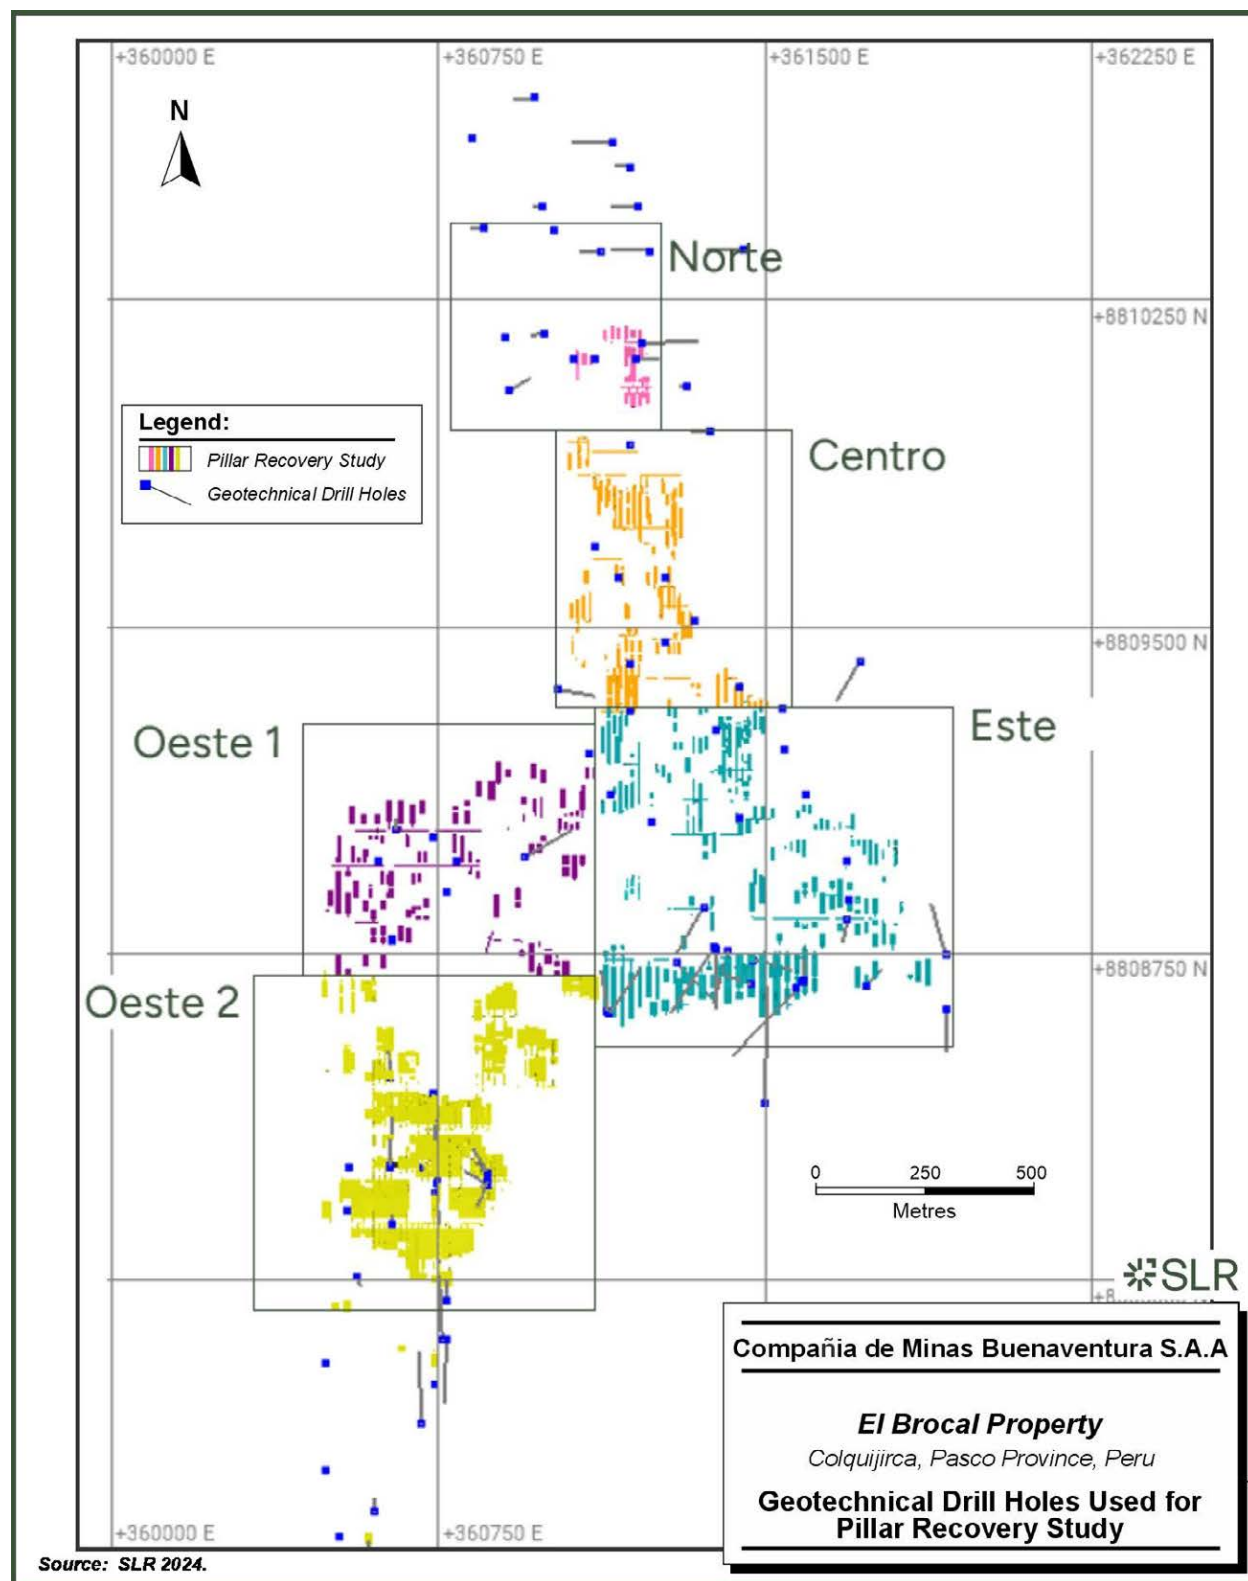 +360000 E
+360750 E
+361500 E
+362250 E
N
Norte
+8810250 N
Legend:
Pillar Recovery Study
Geotechnical Drill Holes
Centro
+8809500 N
Oeste 1
Este
+8808750 N
Oeste 2
0 250 500
Metres
SLR
Compañia de Minas Buenaventura S.A.A
El Brocal Property
Colquijirca, Pasco Province, Peru
Geotechnical Drill Holes Used for
Pillar Recovery Study
+360000 E
+360750 E
Source: SLR 2024.